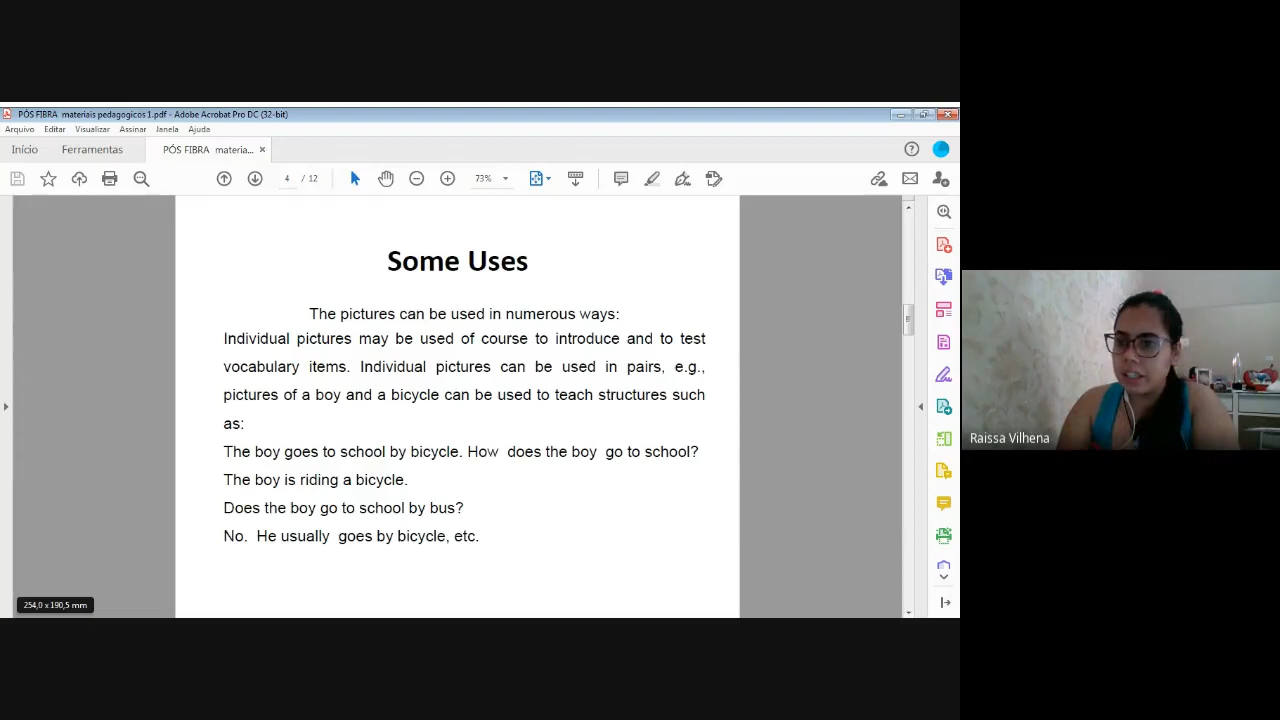 PÓS FIBRA materiais pedagogicos 1.pdf - Adobe Acrobat Pro DC (32-bit)
Arquivo Editar Visualizar Assinar Janela Ajuda
Início Ferramentas PÓS FIBRA materia... ×
4 / 12 73%
Some Uses
The pictures can be used in numerous ways:
Individual pictures may be used of course to introduce and to test
vocabulary items. Individual pictures can be used in pairs, e.g.,
pictures of a boy and a bicycle can be used to teach structures such
as:
The boy goes to school by bicycle. How does the boy go to school?
The boy is riding a bicycle.
Does the boy go to school by bus?
No. He usually goes by bicycle, etc.
254,0 x 190,5 mm
Raissa Vilhena